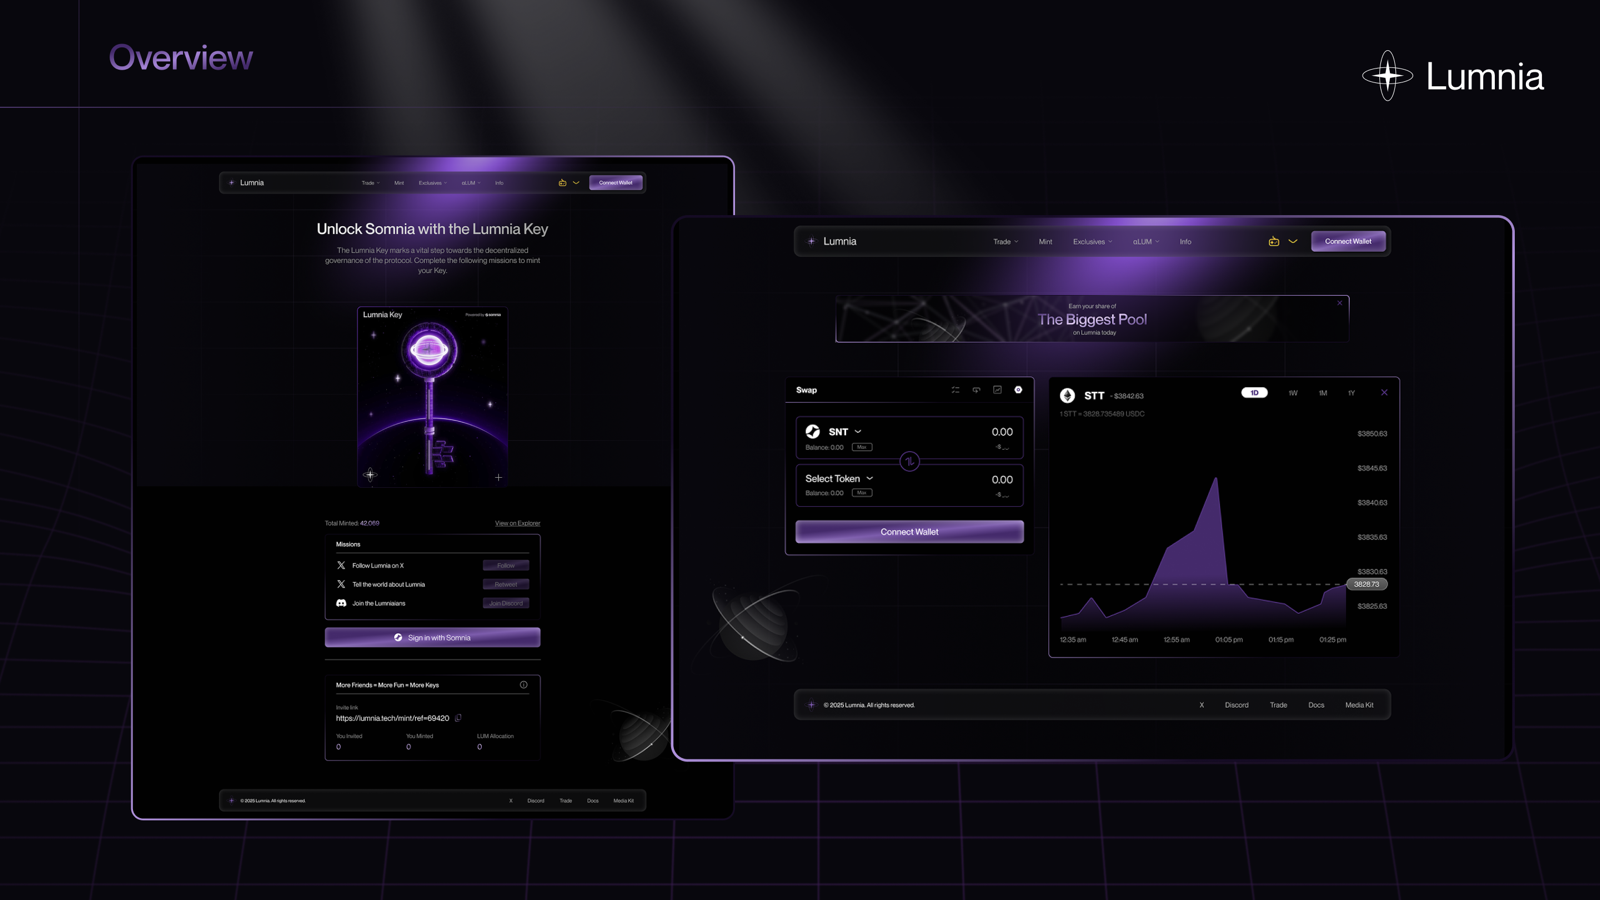 Overview
Lumnia
Lumnia
Trade
Mint
Exclusives
αLUM
Info
Connect Wallet
Unlock Somnia with the Lumnia Key
The Lumnia Key marks a vital step towards the decentralized
governance of the protocol. Complete the following missions to mint
your Key.
Lumnia Key
Powered by somnia
Total Minted: 42,069
View on Explorer
Missions
Follow Lumnia on X
Follow
Tell the world about Lumnia
Retweet
Join the Lumniaians
Join Discord
Sign in with Somnia
More Friends = More Fun = More Keys
Invite link
https://lumnia.tech/mint/ref=69420
You Invited
You Minted
LUM Allocation
0
0
0
© 2025 Lumnia. All rights reserved.
X
Discord
Trade
Docs
Media Kit
Lumnia
Trade
Mint
Exclusives
αLUM
Info
Connect Wallet
Earn your share of
The Biggest Pool
on Lumnia today
Swap
SNT
0.00
Balance: 0.00
Max
-$
Select Token
0.00
Balance: 0.00
Max
-$
Connect Wallet
STT - $3842.63
1D
1W
1M
1Y
1 STT = 3828.735489 USDC
$3850.63
$3845.63
$3840.63
$3835.63
$3830.63
3828.73
$3825.63
12:35 am
12:45 am
12:55 am
01:05 pm
01:15 pm
01:25 pm
© 2025 Lumnia. All rights reserved.
X
Discord
Trade
Docs
Media Kit